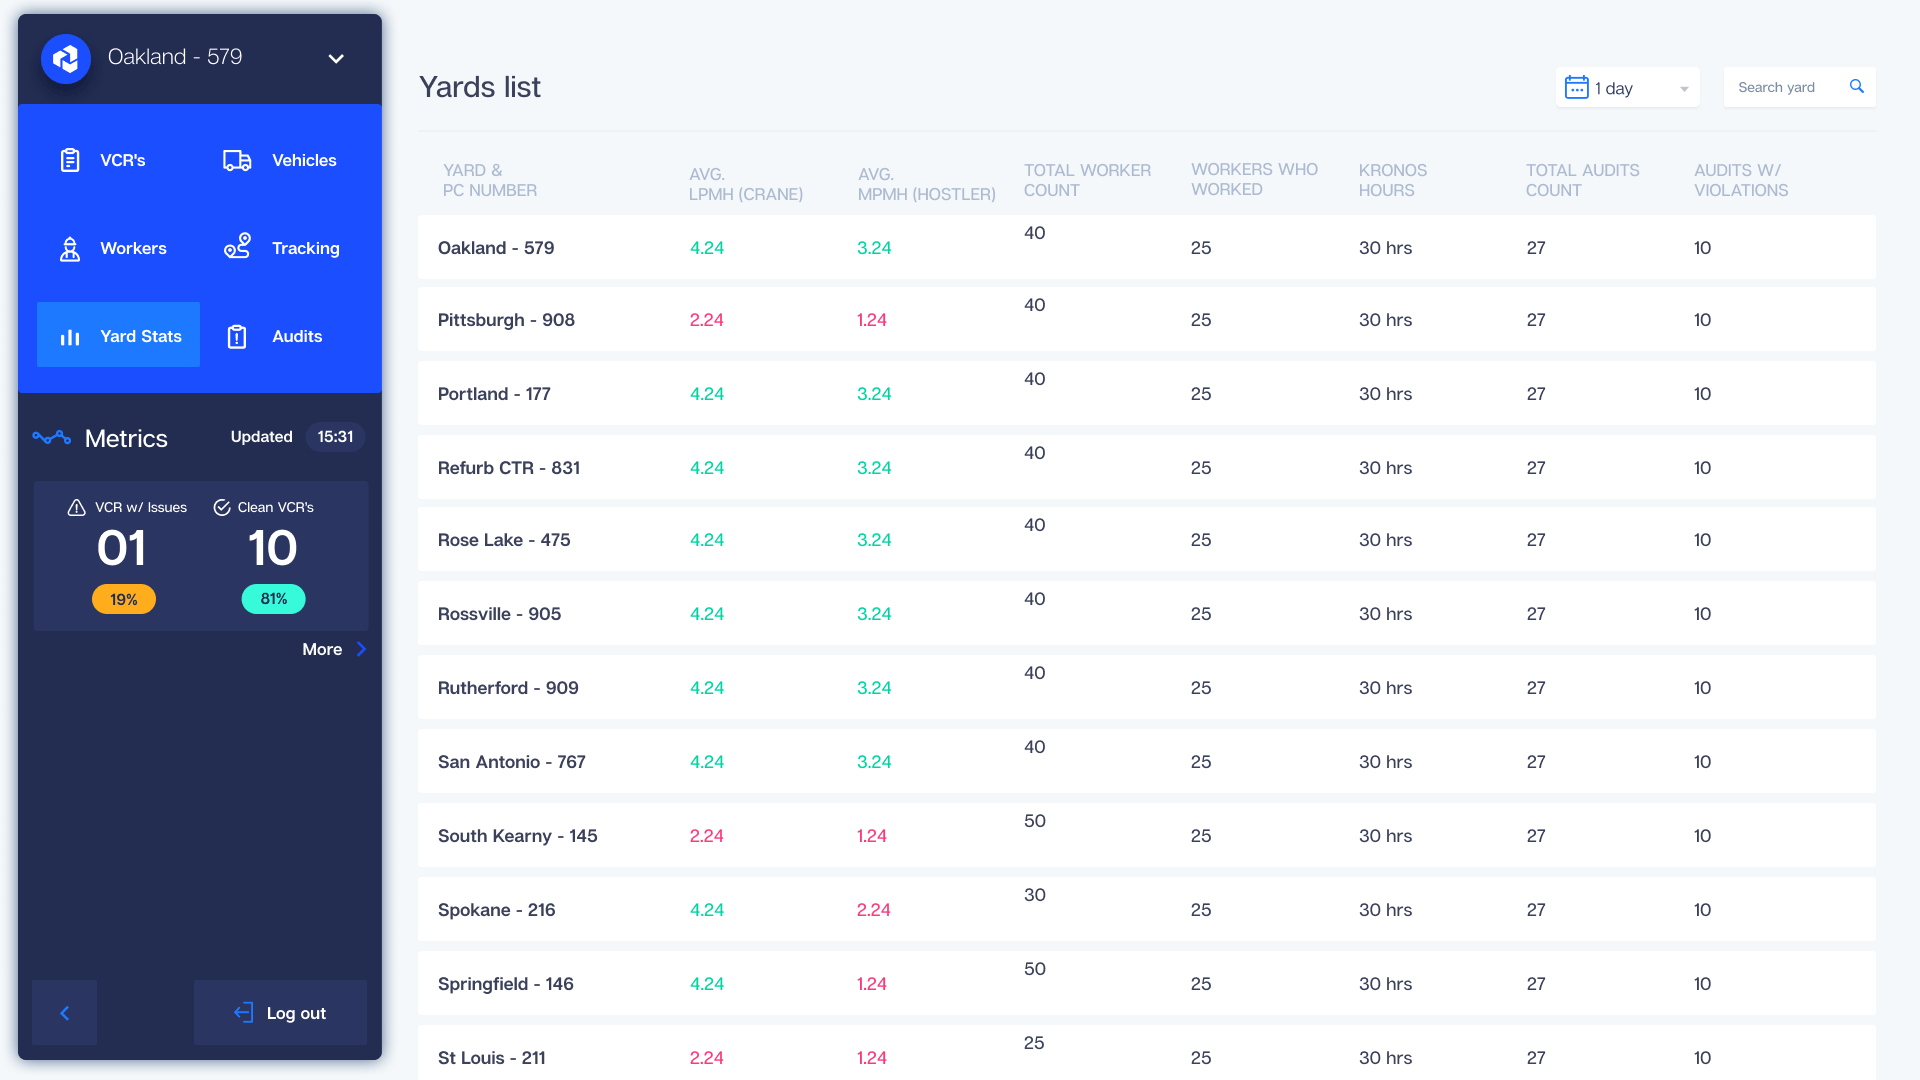 Oakland - 579
VCR's
Vehicles
Workers
Tracking
Yard Stats
Audits
Metrics
Updated 15:31
VCR w/ Issues
Clean VCR's
01
10
19%
81%
More
Log out
Yards list
1 day
Search yard
YARD &
PC NUMBER
AVG.
LPMH (CRANE)
AVG.
MPMH (HOSTLER)
TOTAL WORKER
COUNT
WORKERS WHO
WORKED
KRONOS
HOURS
TOTAL AUDITS
COUNT
AUDITS W/
VIOLATIONS
Oakland - 579 4.24 3.24 40 25 30 hrs 27 10
Pittsburgh - 908 2.24 1.24 40 25 30 hrs 27 10
Portland - 177 4.24 3.24 40 25 30 hrs 27 10
Refurb CTR - 831 4.24 3.24 40 25 30 hrs 27 10
Rose Lake - 475 4.24 3.24 40 25 30 hrs 27 10
Rossville - 905 4.24 3.24 40 25 30 hrs 27 10
Rutherford - 909 4.24 3.24 40 25 30 hrs 27 10
San Antonio - 767 4.24 3.24 40 25 30 hrs 27 10
South Kearny - 145 2.24 1.24 50 25 30 hrs 27 10
Spokane - 216 4.24 2.24 30 25 30 hrs 27 10
Springfield - 146 4.24 1.24 50 25 30 hrs 27 10
St Louis - 211 2.24 1.24 25 25 30 hrs 27 10